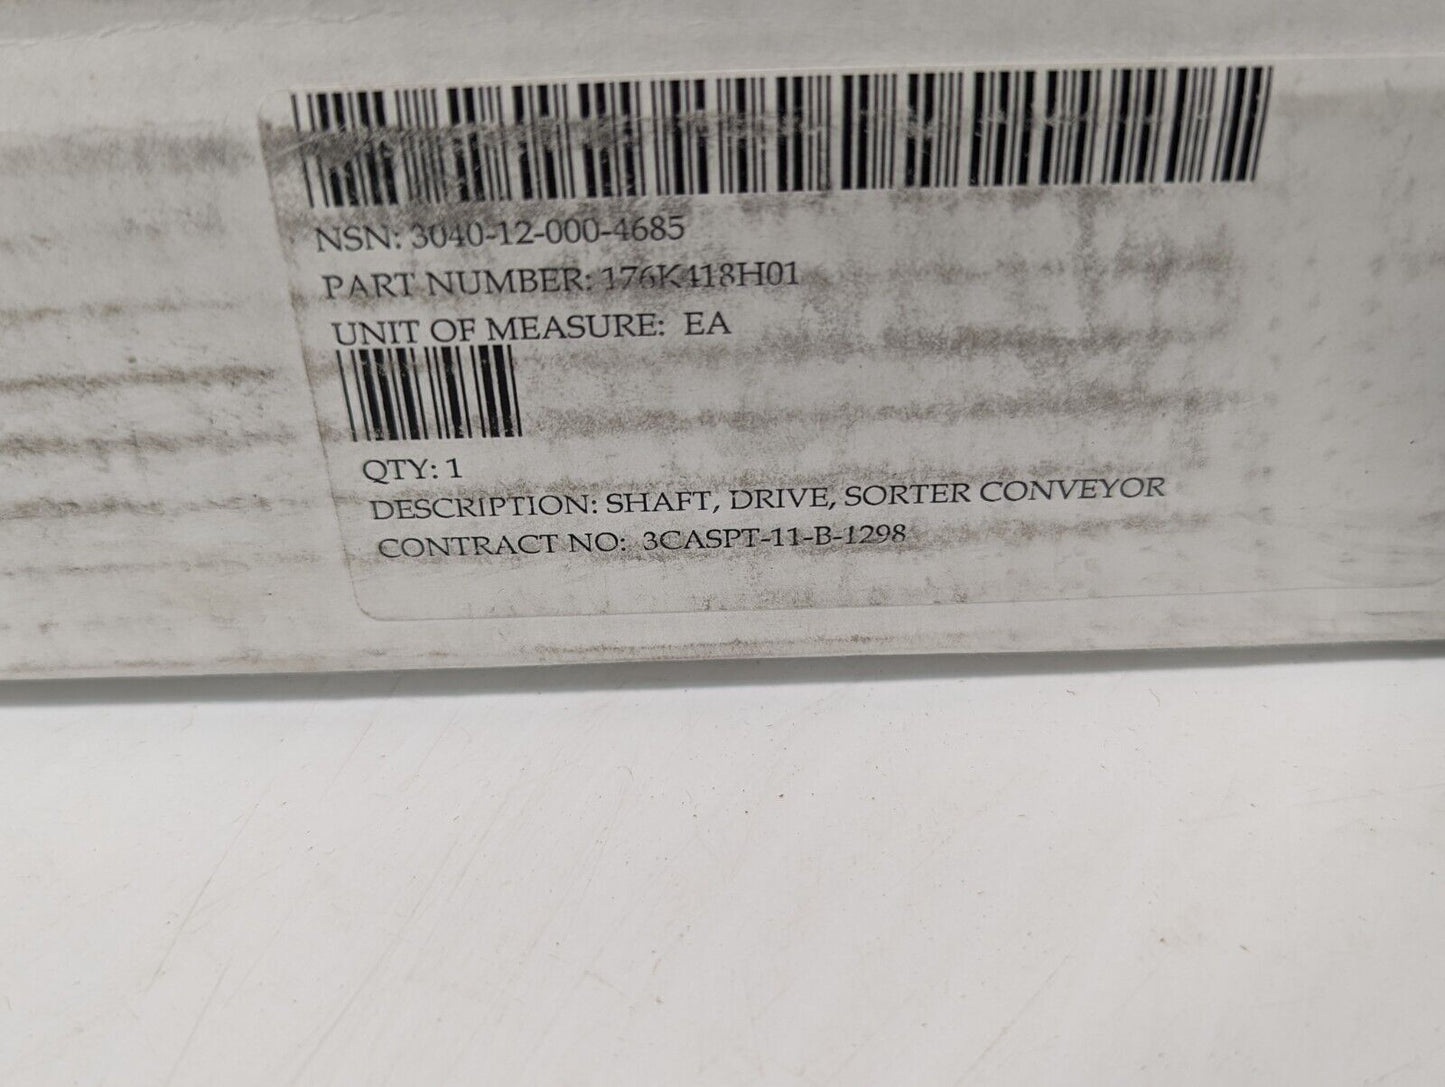 NSN: 3040-12-000-4685
PART NUMBER: 176K418H01
UNIT OF MEASURE: EA
QTY: 1
DESCRIPTION: SHAFT, DRIVE, SORTER CONVEYOR
CONTRACT NO: 3CASPT-11-B-1298